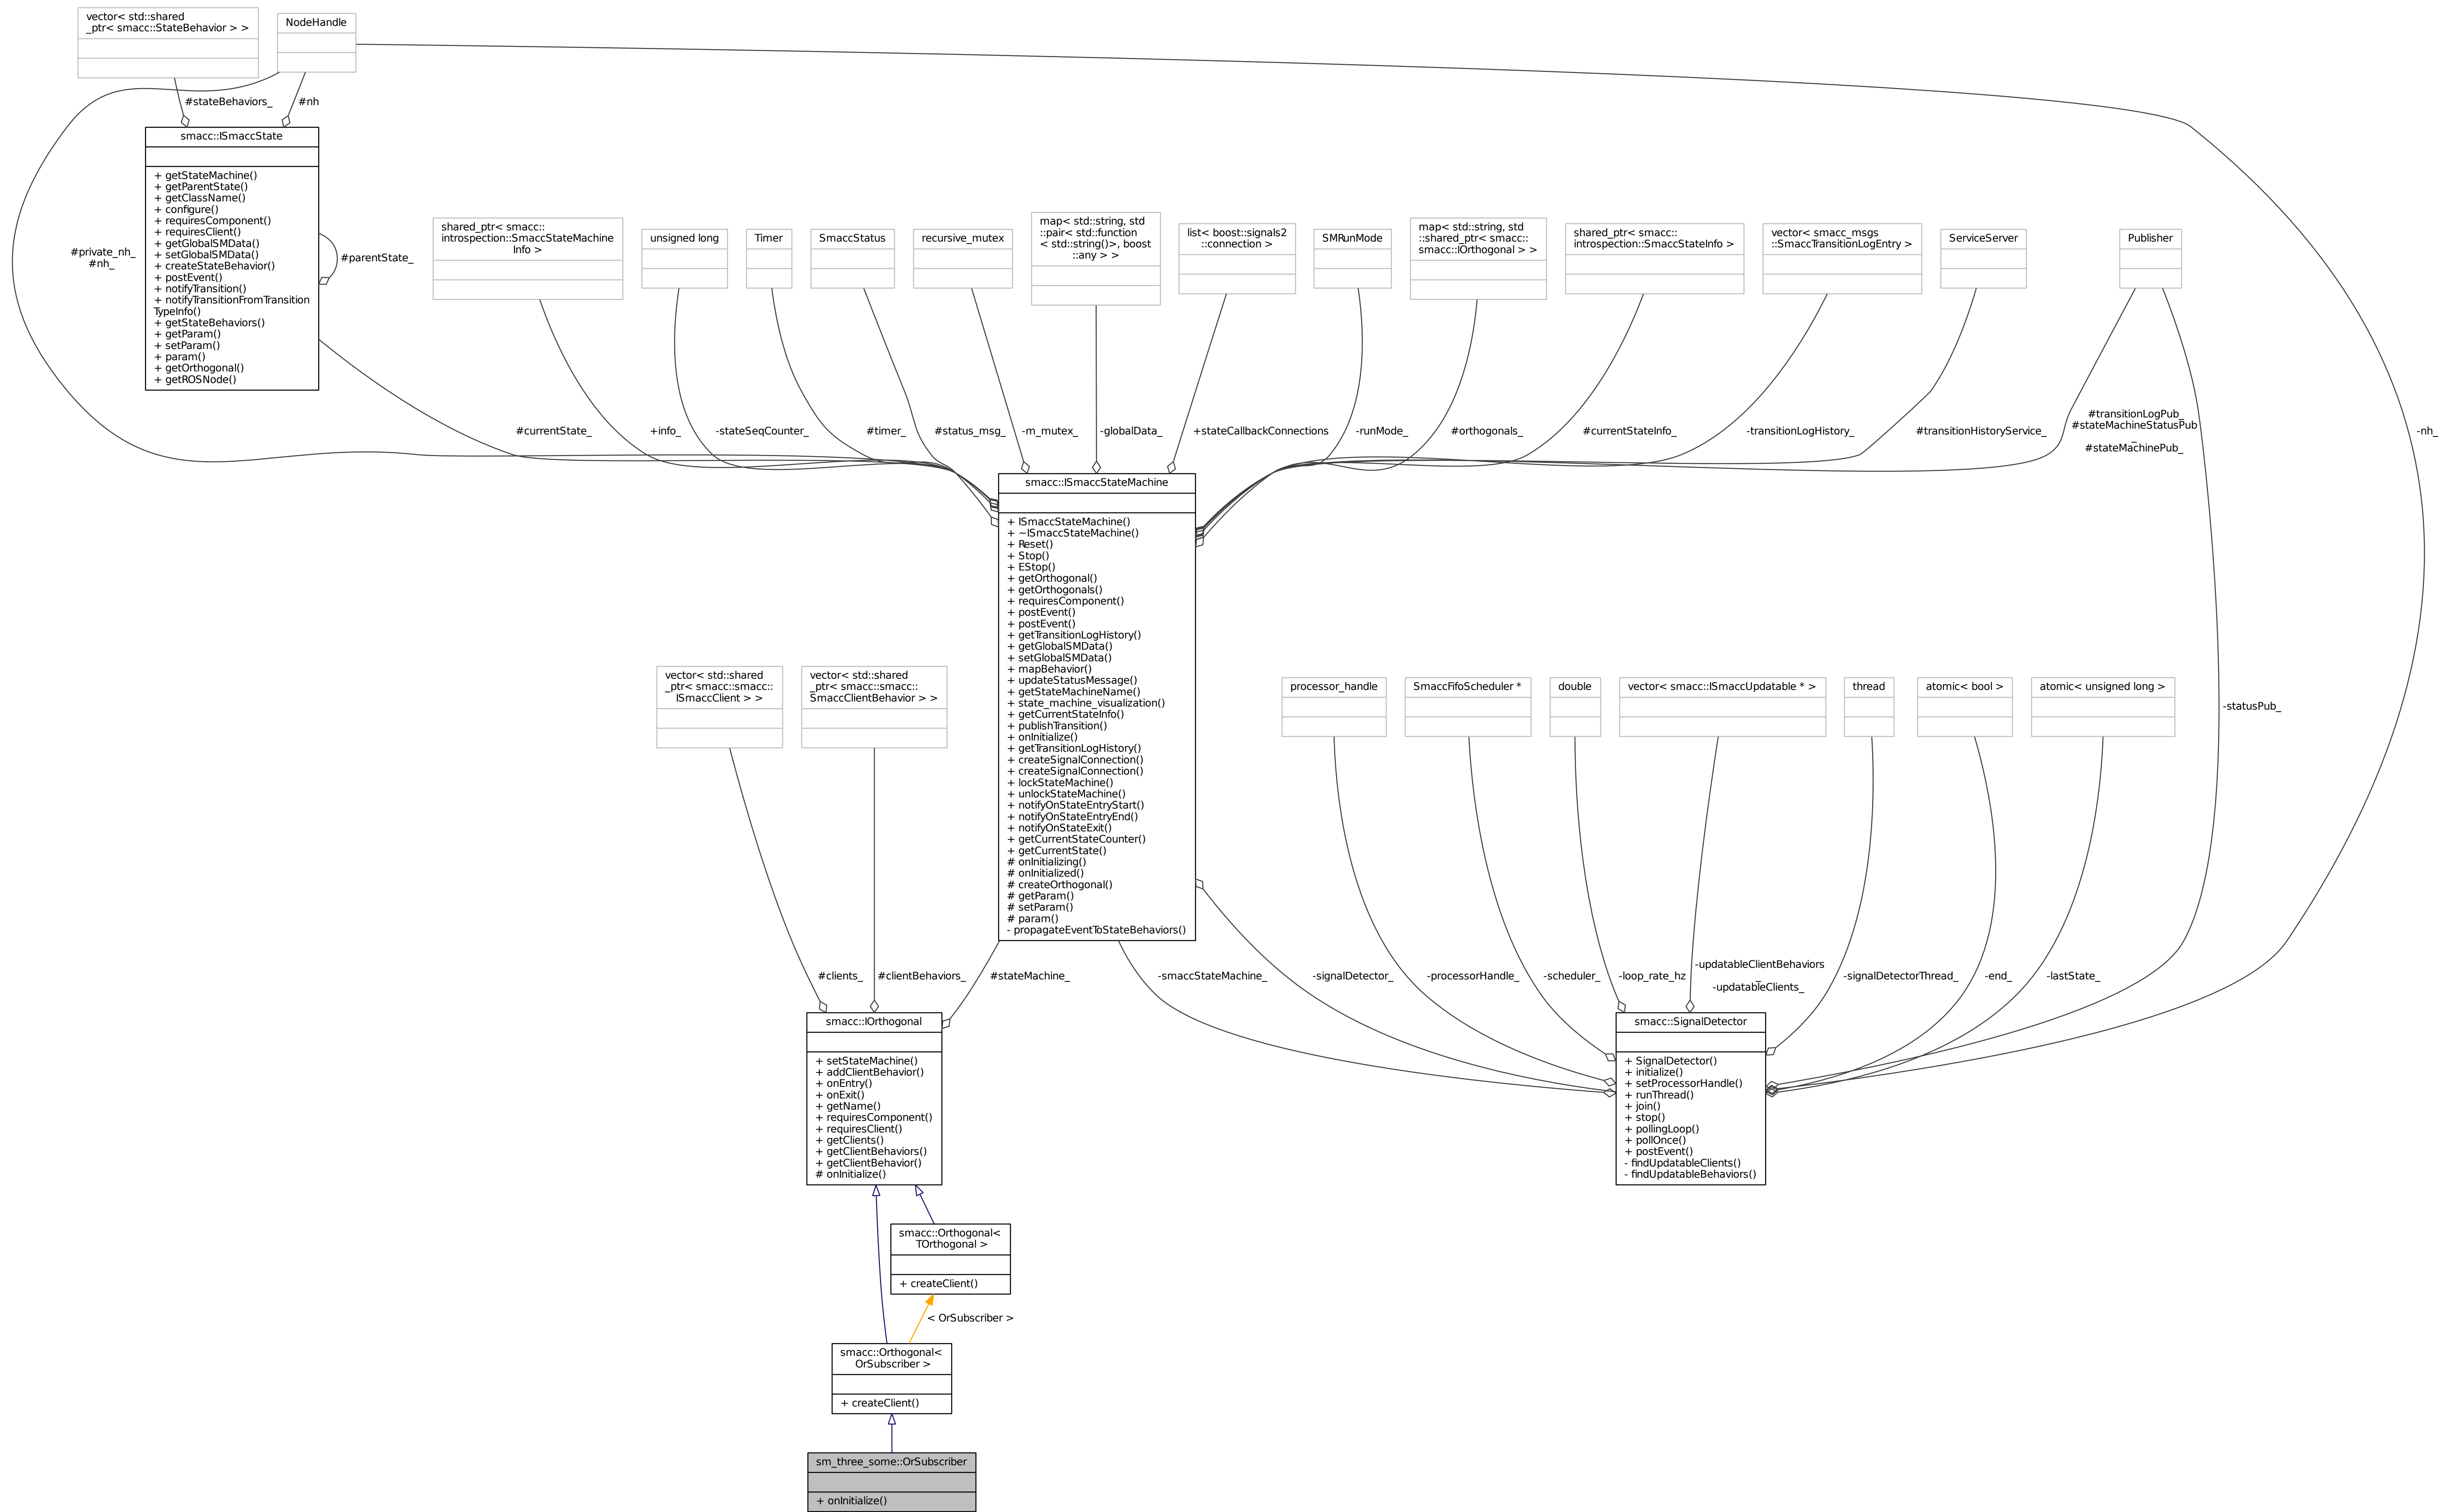 vector< std::shared
_ptr< smacc::StateBehavior > >
NodeHandle
#stateBehaviors_
#nh
smacc::ISmaccState
+ getStateMachine()
+ getParentState()
+ getClassName()
+ configure()
+ requiresComponent()
+ requiresClient()
+ getGlobalSMData()
+ setGlobalSMData()
+ createStateBehavior()
+ postEvent()
+ notifyTransition()
+ notifyTransitionFromTransition
TypeInfo()
+ getStateBehaviors()
+ getParam()
+ setParam()
+ param()
+ getOrthogonal()
+ getROSNode()
#private_nh_
#nh_
#parentState_
shared_ptr< smacc::
introspection::SmaccStateMachine
Info >
unsigned long
Timer
SmaccStatus
recursive_mutex
map< std::string, std
::pair< std::function
< std::string()>, boost
::any > >
list< boost::signals2
::connection >
SMRunMode
map< std::string, std
::shared_ptr< smacc::
smacc::IOrthogonal > >
shared_ptr< smacc::
introspection::SmaccStateInfo >
vector< smacc_msgs
::SmaccTransitionLogEntry >
ServiceServer
Publisher
#currentState_
+info_
-stateSeqCounter_
#timer_
#status_msg_
-m_mutex_
-globalData_
+stateCallbackConnections
-runMode_
#orthogonals_
#currentStateInfo_
-transitionLogHistory_
#transitionHistoryService_
#transitionLogPub_
#stateMachineStatusPub
_
#stateMachinePub_
-nh_
smacc::ISmaccStateMachine
+ ISmaccStateMachine()
+ ~ISmaccStateMachine()
+ Reset()
+ Stop()
+ EStop()
+ getOrthogonal()
+ getOrthogonals()
+ requiresComponent()
+ postEvent()
+ postEvent()
+ getTransitionLogHistory()
+ getGlobalSMData()
+ setGlobalSMData()
+ mapBehavior()
+ updateStatusMessage()
+ getStateMachineName()
+ state_machine_visualization()
+ getCurrentStateInfo()
+ publishTransition()
+ onInitialize()
+ getTransitionLogHistory()
+ createSignalConnection()
+ createSignalConnection()
+ lockStateMachine()
+ unlockStateMachine()
+ notifyOnStateEntryStart()
+ notifyOnStateEntryEnd()
+ notifyOnStateExit()
+ getCurrentStateCounter()
+ getCurrentState()
# onInitializing()
# onInitialized()
# createOrthogonal()
# getParam()
# setParam()
# param()
- propagateEventToStateBehaviors()
vector< std::shared
_ptr< smacc::smacc::
ISmaccClient > >
vector< std::shared
_ptr< smacc::smacc::
SmaccClientBehavior > >
processor_handle
SmaccFifoScheduler *
double
vector< smacc::ISmaccUpdatable * >
thread
atomic< bool >
atomic< unsigned long >
-statusPub_
#clients_
#clientBehaviors_
#stateMachine_
-smaccStateMachine_
-signalDetector_
-processorHandle_
-scheduler_
-loop_rate_hz
-updatableClientBehaviors
_
-updatableClients_
-signalDetectorThread_
-end_
-lastState_
smacc::IOrthogonal
+ setStateMachine()
+ addClientBehavior()
+ onEntry()
+ onExit()
+ getName()
+ requiresComponent()
+ requiresClient()
+ getClients()
+ getClientBehaviors()
+ getClientBehavior()
# onInitialize()
smacc::SignalDetector
+ SignalDetector()
+ initialize()
+ setProcessorHandle()
+ runThread()
+ join()
+ stop()
+ pollingLoop()
+ pollOnce()
+ postEvent()
- findUpdatableClients()
- findUpdatableBehaviors()
smacc::Orthogonal<
TOrthogonal >
+ createClient()
< OrSubscriber >
smacc::Orthogonal<
OrSubscriber >
+ createClient()
sm_three_some::OrSubscriber
+ onInitialize()